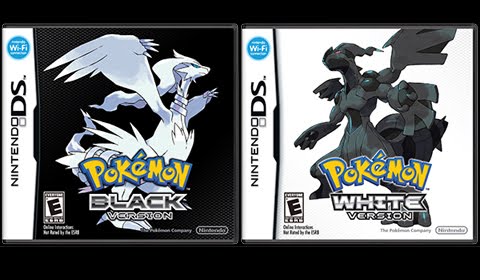 Nintendo
Wi-Fi
connection
NINTENDO DS
POKéMON
BLACK
VERSION
EVERYONE
E
ESRB
Online Interactions
Not Rated by the ESRB
The Pokémon Company
Nintendo
Nintendo
Wi-Fi
connection
NINTENDO DS
POKéMON
WHITE
VERSION
EVERYONE
E
ESRB
Online Interactions
Not Rated by the ESRB
The Pokémon Company
Nintendo